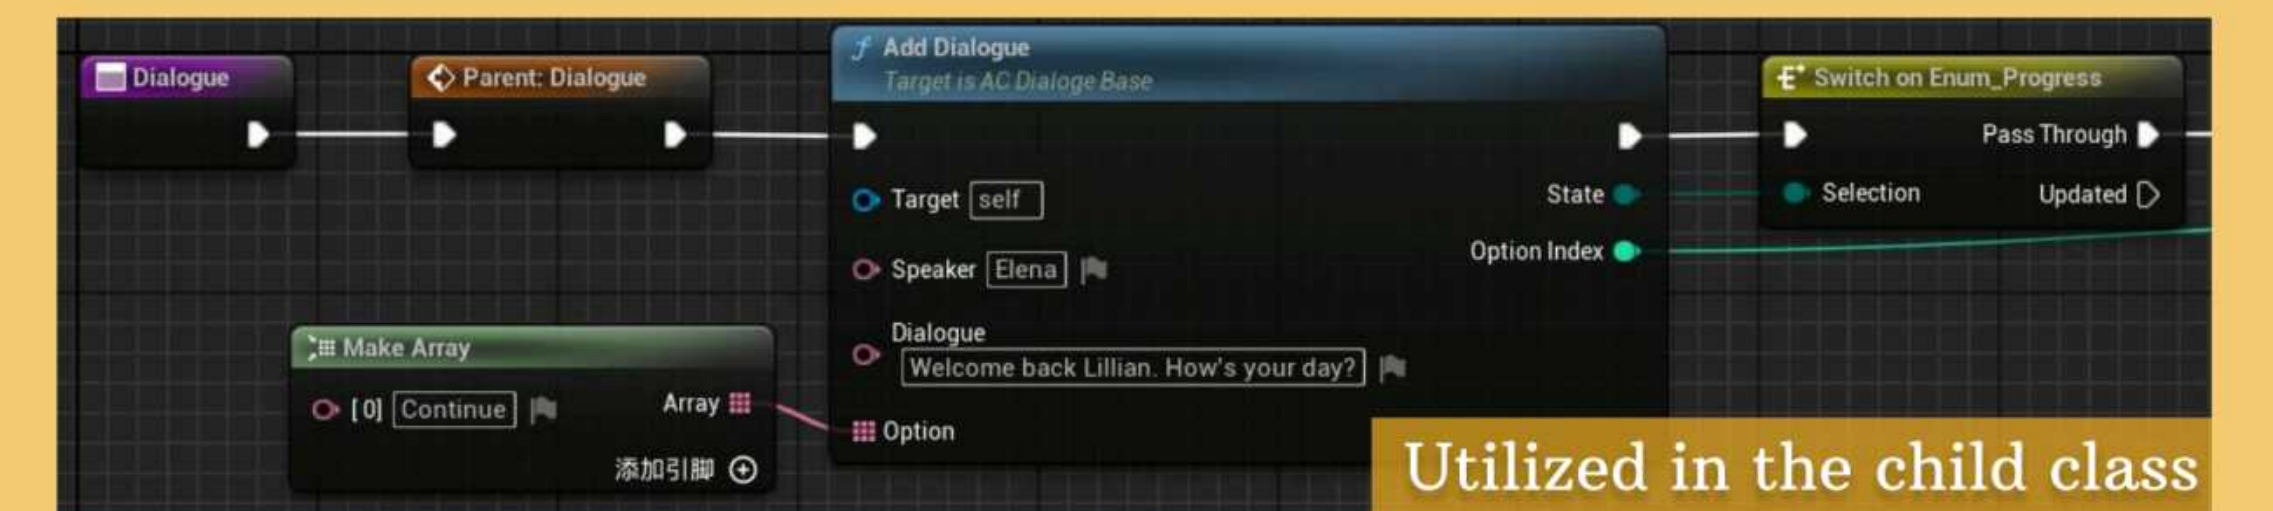 Dialogue
Parent: Dialogue
Add Dialogue
Target is AC Dialoge Base
Target self
Speaker Elena
Dialogue
Welcome back Lillian. How's your day?
Option
State
Option Index
Switch on Enum_Progress
Pass Through
Selection
Updated
Make Array
[0] Continue
Array
添加引脚
Utilized in the child class